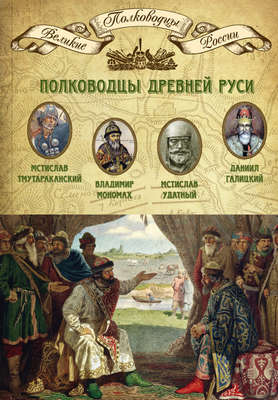 Великие
Полководцы
России
ПОЛКОВОДЦЫ ДРЕВНЕЙ РУСИ
МСТИСЛАВ
ТМУТАРАКАНСКИЙ
ВЛАДИМИР
МОНОМАХ
МСТИСЛАВ
УДАТНЫЙ
ДАНИИЛ
ГАЛИЦКИЙ